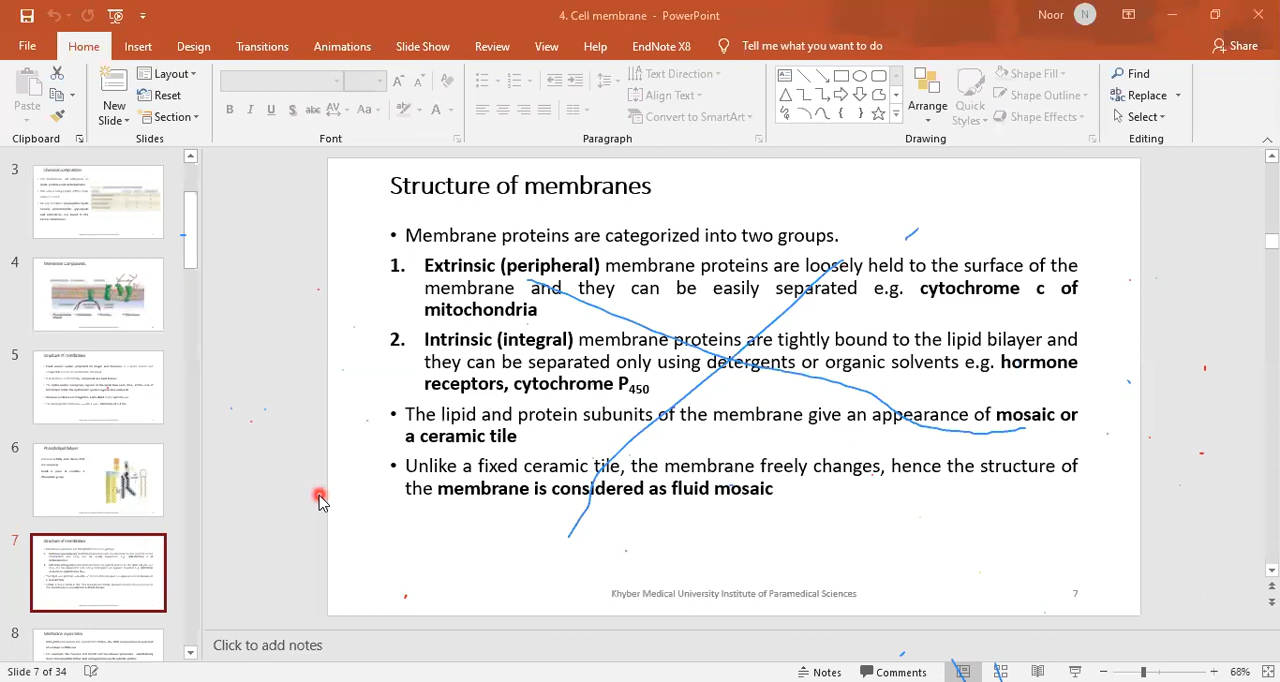 4. Cell membrane - PowerPoint
Noor
N
File Home Insert Design Transitions Animations Slide Show Review View Help EndNote X8 Tell me what you want to do Share
Paste
Clipboard
New
Slide
Layout
Reset
Section
Slides
B I U S abc AV Aa A
Font
Text Direction
Align Text
Convert to SmartArt
Paragraph
Arrange
Quick
Styles
Shape Fill
Shape Outline
Shape Effects
Drawing
Find
Replace
Select
Editing
3
4
5
6
7
8
Structure of membranes
• Membrane proteins are categorized into two groups.
1. Extrinsic (peripheral) membrane proteins are loosely held to the surface of the
membrane and they can be easily separated e.g. cytochrome c of
mitochondria
2. Intrinsic (integral) membrane proteins are tightly bound to the lipid bilayer and
they can be separated only using detergents or organic solvents e.g. hormone
receptors, cytochrome P450
• The lipid and protein subunits of the membrane give an appearance of mosaic or
a ceramic tile
• Unlike a fixed ceramic tile, the membrane freely changes, hence the structure of
the membrane is considered as fluid mosaic
Khyber Medical University Institute of Paramedical Sciences 7
Click to add notes
Slide 7 of 34 Notes Comments 68%